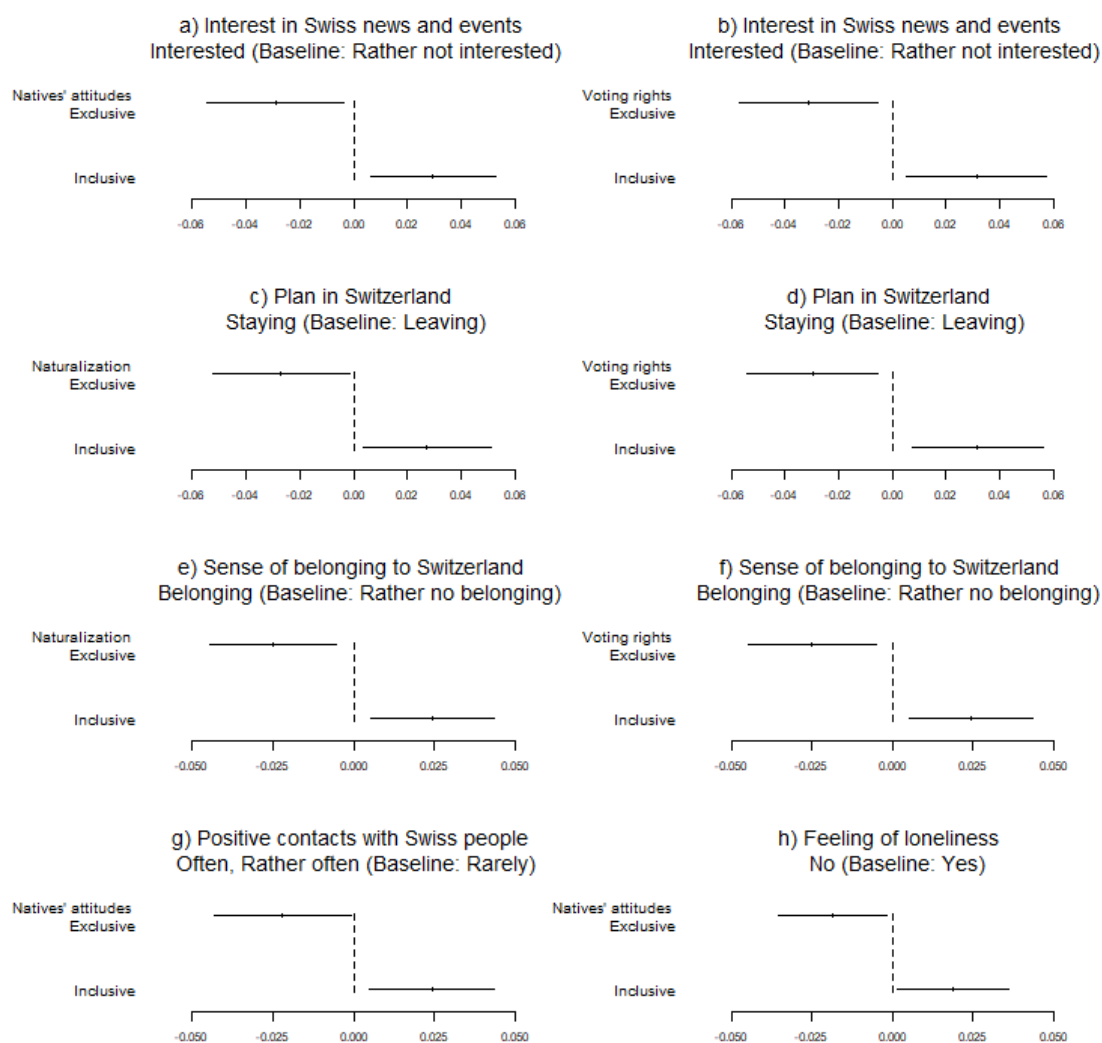 a) Interest in Swiss news and events
Interested (Baseline: Rather not interested)
Natives' attitudes
Exclusive
Inclusive
-0.06 -0.04 -0.02 0.00 0.02 0.04 0.06
b) Interest in Swiss news and events
Interested (Baseline: Rather not interested)
Voting rights
Exclusive
Inclusive
-0.06 -0.04 -0.02 0.00 0.02 0.04 0.06
c) Plan in Switzerland
Staying (Baseline: Leaving)
Naturalization
Exclusive
Inclusive
-0.06 -0.04 -0.02 0.00 0.02 0.04 0.06
d) Plan in Switzerland
Staying (Baseline: Leaving)
Voting rights
Exclusive
Inclusive
-0.06 -0.04 -0.02 0.00 0.02 0.04 0.06
e) Sense of belonging to Switzerland
Belonging (Baseline: Rather no belonging)
Naturalization
Exclusive
Inclusive
-0.050 -0.025 0.000 0.025 0.050
f) Sense of belonging to Switzerland
Belonging (Baseline: Rather no belonging)
Voting rights
Exclusive
Inclusive
-0.050 -0.025 0.000 0.025 0.050
g) Positive contacts with Swiss people
Often, Rather often (Baseline: Rarely)
Natives' attitudes
Exclusive
Inclusive
-0.050 -0.025 0.000 0.025 0.050
h) Feeling of loneliness
No (Baseline: Yes)
Natives' attitudes
Exclusive
Inclusive
-0.050 -0.025 0.000 0.025 0.050